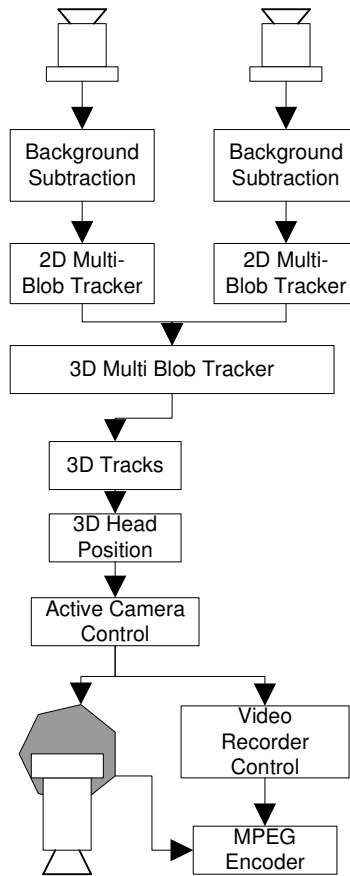 Background
Subtraction
Background
Subtraction
2D Multi-
Blob Tracker
2D Multi-
Blob Tracker
3D Multi Blob Tracker
3D Tracks
3D Head
Position
Active Camera
Control
Video
Recorder
Control
MPEG
Encoder